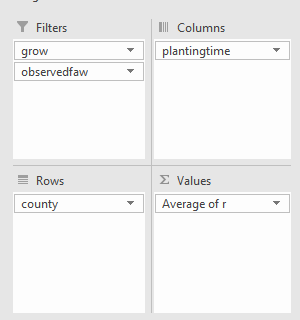 Filters
grow
observedfaw
Columns
plantingtime
Rows
county
Values
Average of r